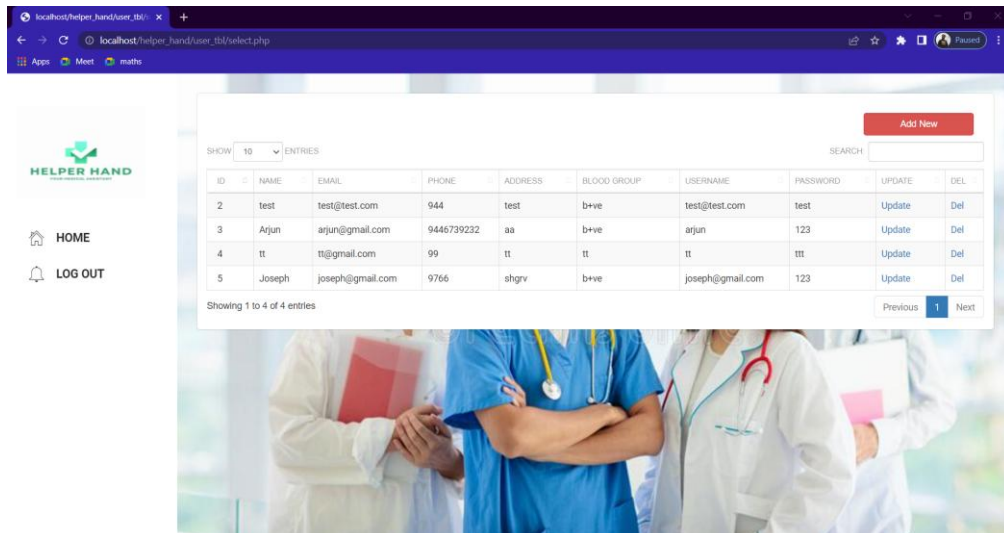 localhost/helper_hand/user_tbl/s
localhost/helper_hand/user_tbl/select.php
Paused
Apps Meet maths
HELPER HAND
YOUR MEDICAL ASSISTANT
HOME
LOG OUT
Add New
SHOW 10 ENTRIES SEARCH
ID NAME EMAIL PHONE ADDRESS BLOOD GROUP USERNAME PASSWORD UPDATE DEL
2 test test@test.com 944 test b+ve test@test.com test Update Del
3 Arjun arjun@gmail.com 9446739232 aa b+ve arjun 123 Update Del
4 tt tt@gmail.com 99 tt tt tt ttt Update Del
5 Joseph joseph@gmail.com 9766 shgrv b+ve joseph@gmail.com 123 Update Del
Showing 1 to 4 of 4 entries Previous 1 Next